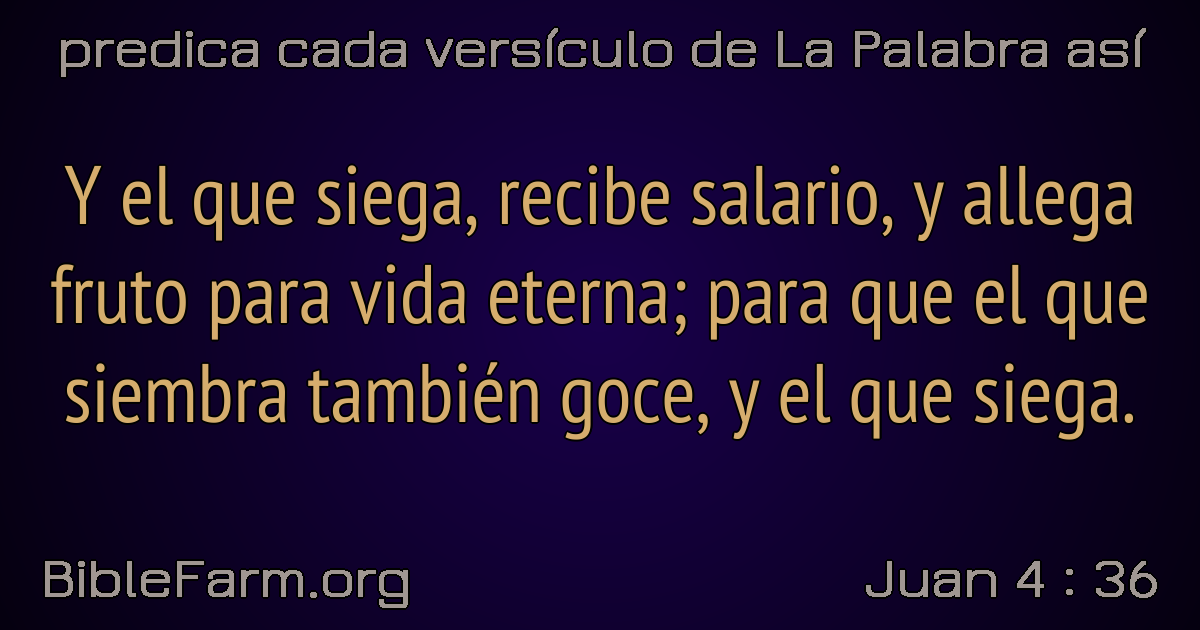 predica cada versículo de La Palabra así
Y el que siega, recibe salario, y allega
fruto para vida eterna; para que el que
siembra también goce, y el que siega.
BibleFarm.org
Juan 4 : 36